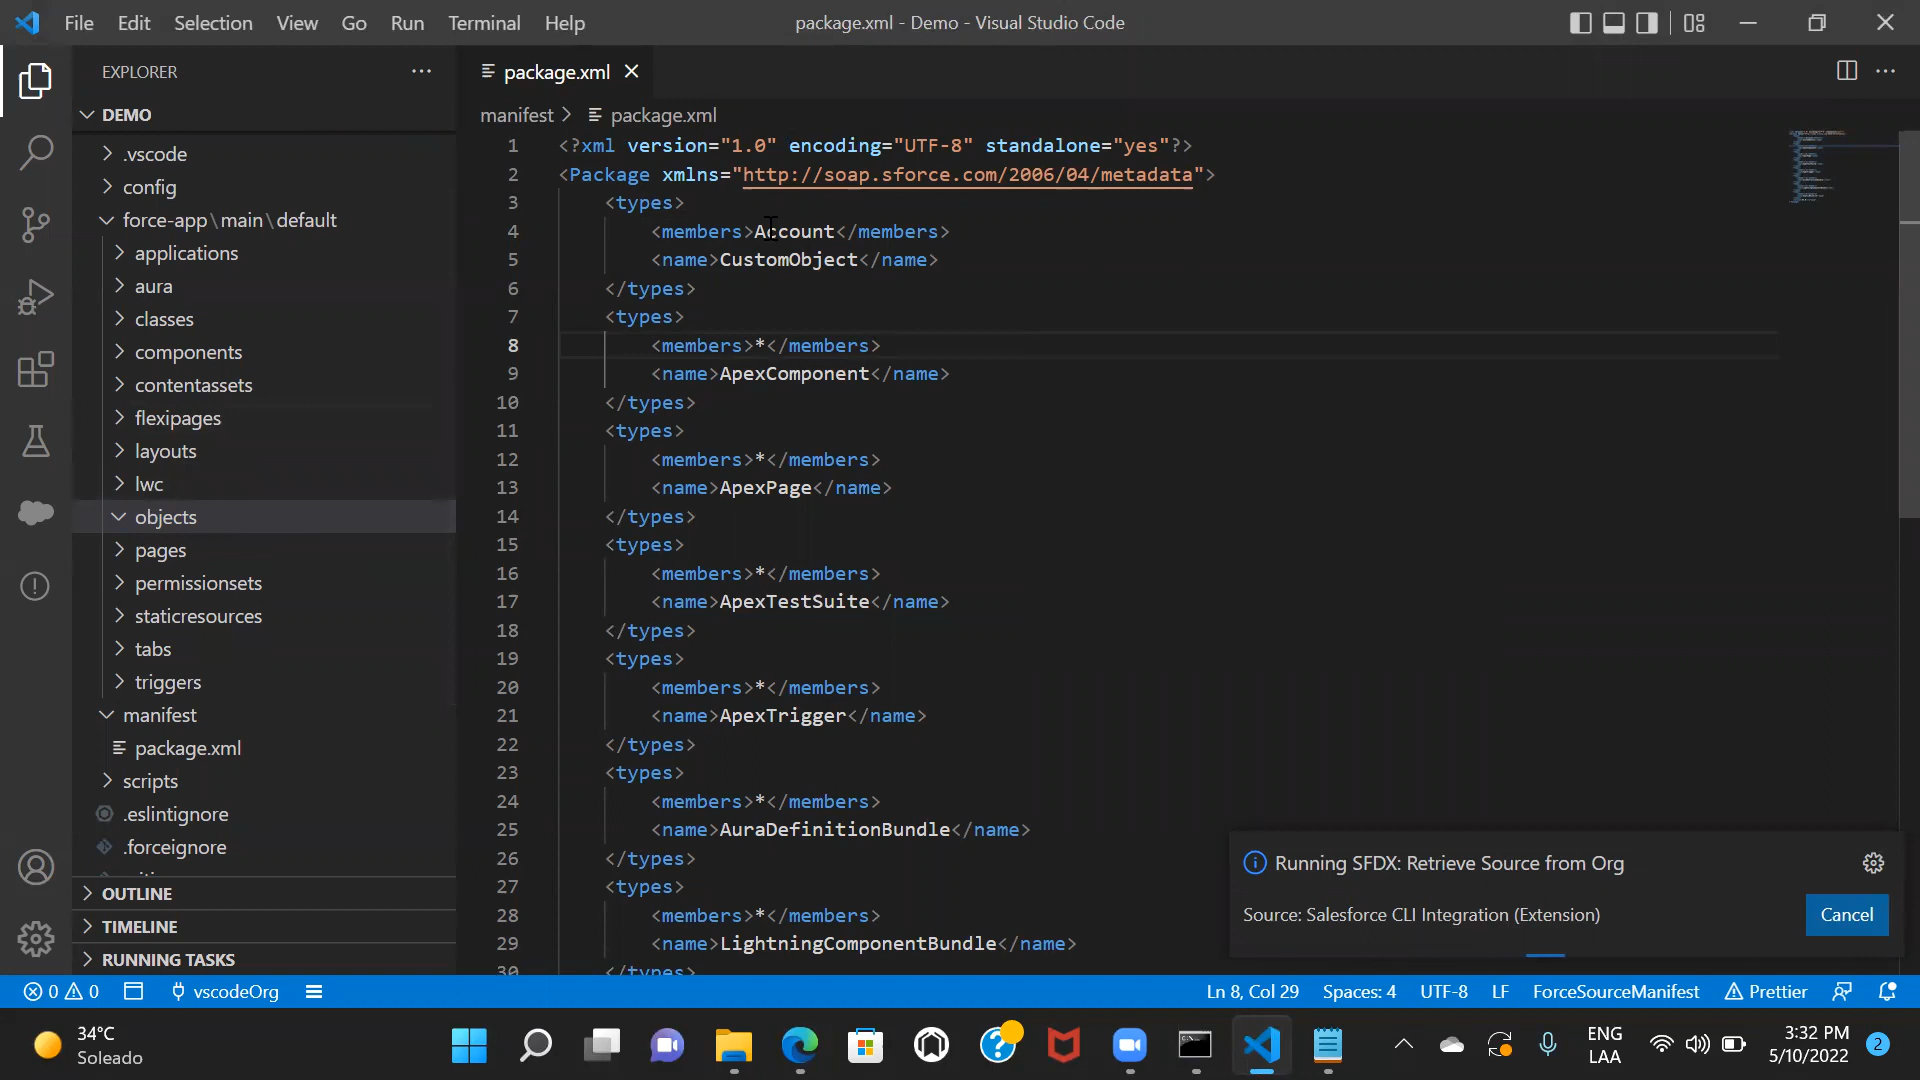 File Edit Selection View Go Run Terminal Help
package.xml - Demo - Visual Studio Code
EXPLORER
DEMO
.vscode
config
force-app\main\default
applications
aura
classes
components
contentassets
flexipages
layouts
lwc
objects
pages
permissionsets
staticresources
tabs
triggers
manifest
package.xml
scripts
.eslintignore
.forceignore
OUTLINE
TIMELINE
RUNNING TASKS
package.xml
manifest > package.xml
1 <?xml version="1.0" encoding="UTF-8" standalone="yes"?>
2 <Package xmlns="http://soap.sforce.com/2006/04/metadata">
3 <types>
4 <members>Account</members>
5 <name>CustomObject</name>
6 </types>
7 <types>
8 <members>*</members>
9 <name>ApexComponent</name>
10 </types>
11 <types>
12 <members>*</members>
13 <name>ApexPage</name>
14 </types>
15 <types>
16 <members>*</members>
17 <name>ApexTestSuite</name>
18 </types>
19 <types>
20 <members>*</members>
21 <name>ApexTrigger</name>
22 </types>
23 <types>
24 <members>*</members>
25 <name>AuraDefinitionBundle</name>
26 </types>
27 <types>
28 <members>*</members>
29 <name>LightningComponentBundle</name>
30 </types>
Running SFDX: Retrieve Source from Org
Source: Salesforce CLI Integration (Extension)
Cancel
0 0 vscodeOrg
Ln 8, Col 29 Spaces: 4 UTF-8 LF ForceSourceManifest Prettier
34°C
Soleado
ENG
LAA
3:32 PM
5/10/2022
2